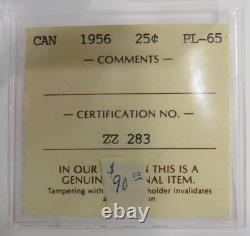 CAN 1956 25¢ PL-65
— COMMENTS —
— CERTIFICATION NO. —
ZZ 283
$
90 00
IN OUR N THIS IS A
GENUIN NAL ITEM.
Tampering with older invalidates